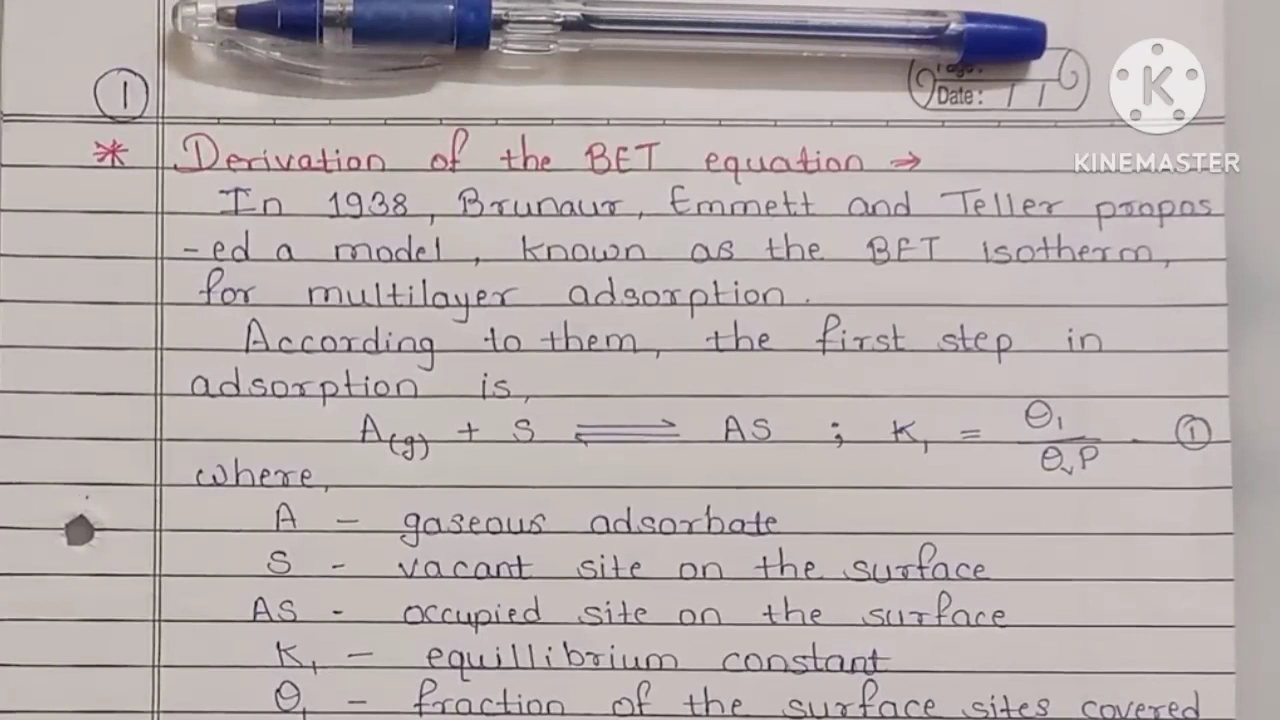 ①
Date :
K
KINEMASTER
* Derivation of the BET equation →
In 1938, Brunaur, Emmett and Teller propos
-ed a model, known as the BET isotherm,
for multilayer adsorption.
According to them, the first step in
adsorption is,
A(g) + S ⇌ AS ; K₁ = θ₁ / θᵥP - ①
where,
A - gaseous adsorbate
S - vacant site on the surface
AS - occupied site on the surface
K₁ - equillibrium constant
θ₁ - fraction of the surface sites covered